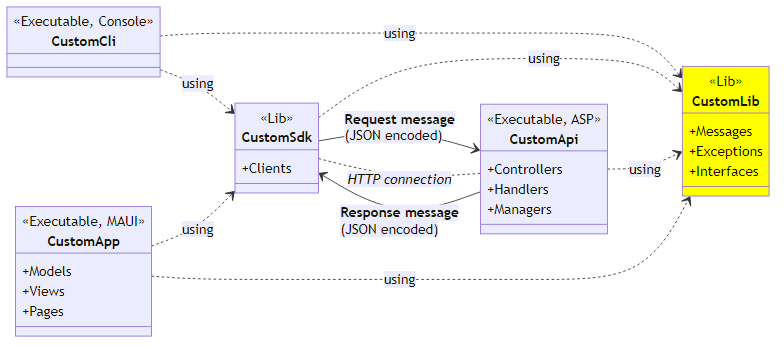 «Executable, Console»
CustomCli
using
using
using
«Lib»
CustomSdk
+Clients
Request message
(JSON encoded)
HTTP connection
Response message
(JSON encoded)
«Executable, ASP»
CustomApi
+Controllers
+Handlers
+Managers
using
«Lib»
CustomLib
+Messages
+Exceptions
+Interfaces
«Executable, MAUI»
CustomApp
+Models
+Views
+Pages
using
using